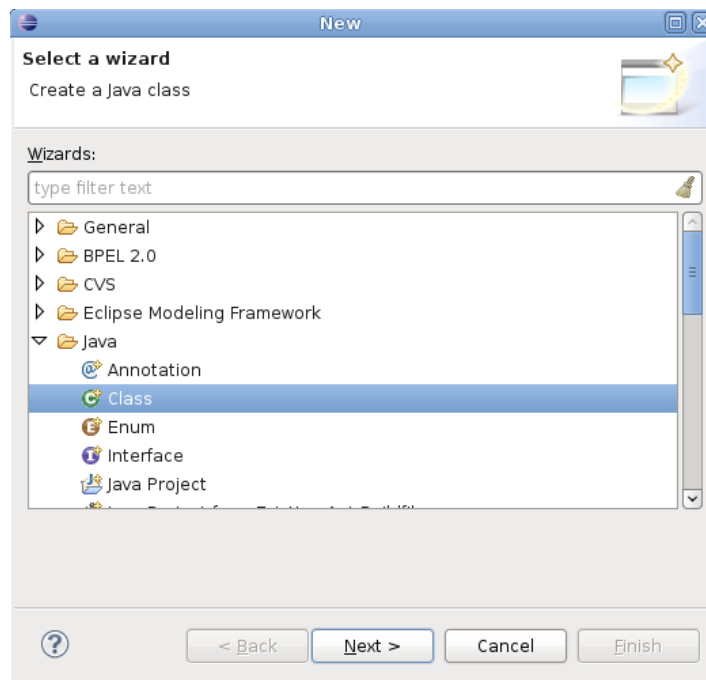 New
Select a wizard
Create a Java class
Wizards:
type filter text
General
BPEL 2.0
CVS
Eclipse Modeling Framework
Java
Annotation
Class
Enum
Interface
Java Project
< Back Next > Cancel Finish